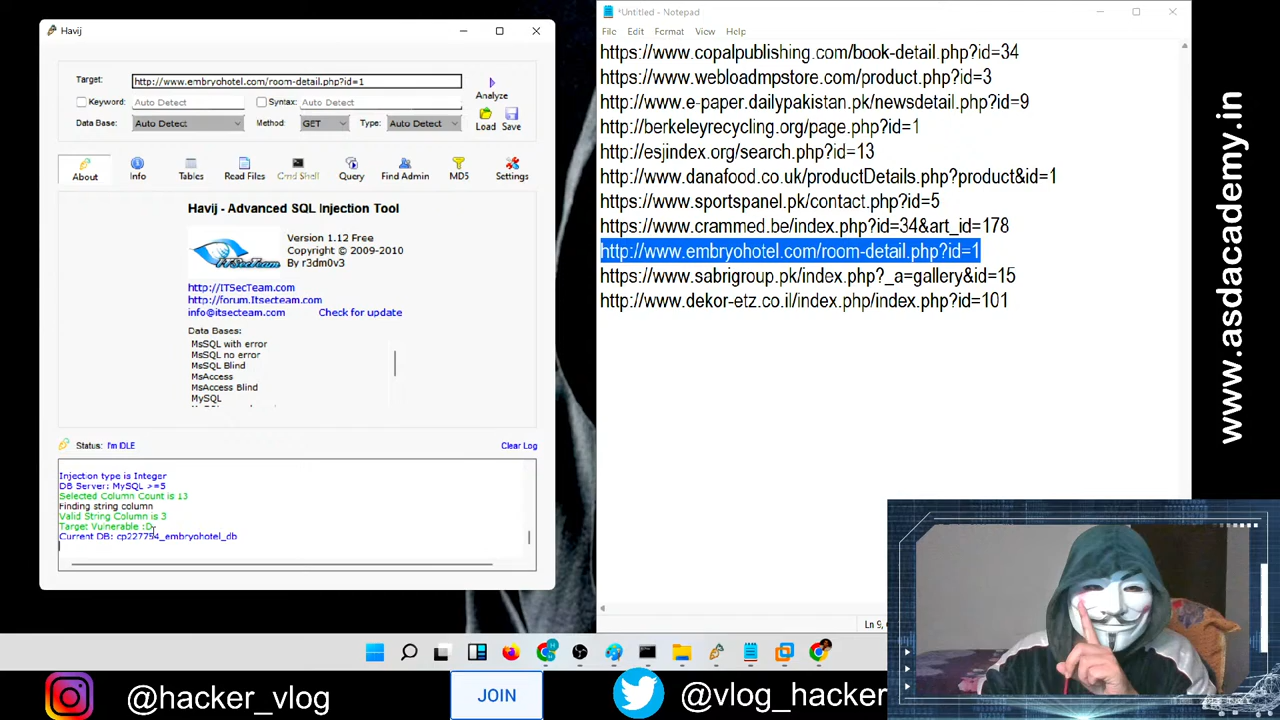 Havij
Target:
http://www.embryohotel.com/room-detail.php?id=1
Analyze
Keyword:
Auto Detect
Syntax:
Auto Detect
Data Base:
Auto Detect
Method:
GET
Type:
Auto Detect
Load
Save
About
Info
Tables
Read Files
Cmd Shell
Query
Find Admin
MD5
Settings
Havij - Advanced SQL Injection Tool
Version 1.12 Free
Copyright © 2009-2010
By r3dm0v3
ITSecTeam
http://ITSecTeam.com
http://forum.Itsecteam.com
info@itsecteam.com
Check for update
Data Bases:
MsSQL with error
MsSQL no error
MsSQL Blind
MsAccess
MsAccess Blind
MySQL
Status: I'm IDLE
Clear Log
Injection type is Integer
DB Server: MySQL >=5
Selected Column Count is 13
Finding string column
Valid String Column is 3
Target Vulnerable :D
Current DB: cp227754_embryohotel_db
*Untitled - Notepad
File Edit Format View Help
https://www.copalpublishing.com/book-detail.php?id=34
https://www.webloadmpstore.com/product.php?id=3
http://www.e-paper.dailypakistan.pk/newsdetail.php?id=9
http://berkeleyrecycling.org/page.php?id=1
http://esjindex.org/search.php?id=13
http://www.danafood.co.uk/productDetails.php?product&id=1
https://www.sportspanel.pk/contact.php?id=5
https://www.crammed.be/index.php?id=34&art_id=178
http://www.embryohotel.com/room-detail.php?id=1
https://www.sabrigroup.pk/index.php?_a=gallery&id=15
http://www.dekor-etz.co.il/index.php/index.php?id=101
Ln 9,
www.asdacademy.in
@hacker_vlog
JOIN
@vlog_hacker